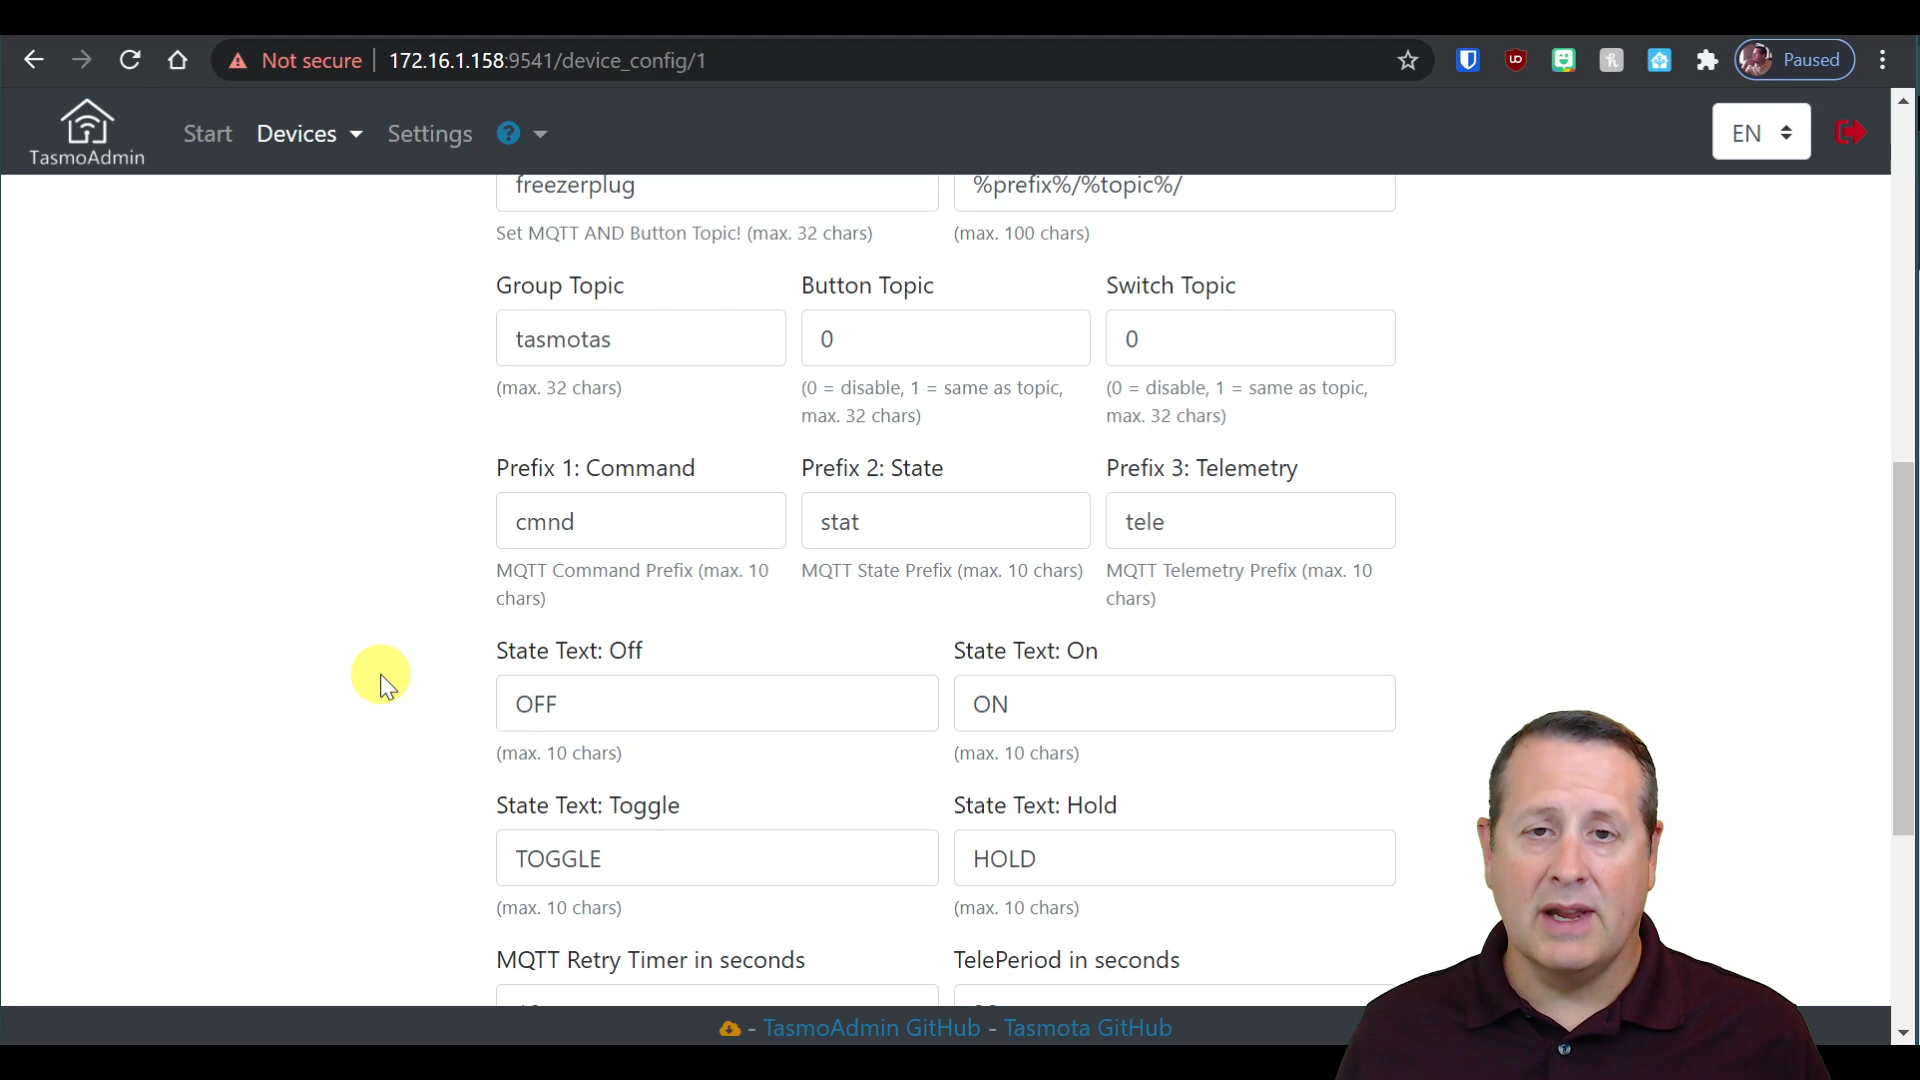 Not secure 172.16.1.158:9541/device_config/1 Paused
TasmoAdmin Start Devices Settings ? EN
freezerplug %prefix%/%topic%/
Set MQTT AND Button Topic! (max. 32 chars) (max. 100 chars)
Group Topic Button Topic Switch Topic
tasmotas 0 0
(max. 32 chars) (0 = disable, 1 = same as topic, (0 = disable, 1 = same as topic,
max. 32 chars) max. 32 chars)
Prefix 1: Command Prefix 2: State Prefix 3: Telemetry
cmnd stat tele
MQTT Command Prefix (max. 10 MQTT State Prefix (max. 10 chars) MQTT Telemetry Prefix (max. 10
chars) chars)
State Text: Off State Text: On
OFF ON
(max. 10 chars) (max. 10 chars)
State Text: Toggle State Text: Hold
TOGGLE HOLD
(max. 10 chars) (max. 10 chars)
MQTT Retry Timer in seconds TelePeriod in seconds
- TasmoAdmin GitHub - Tasmota GitHub